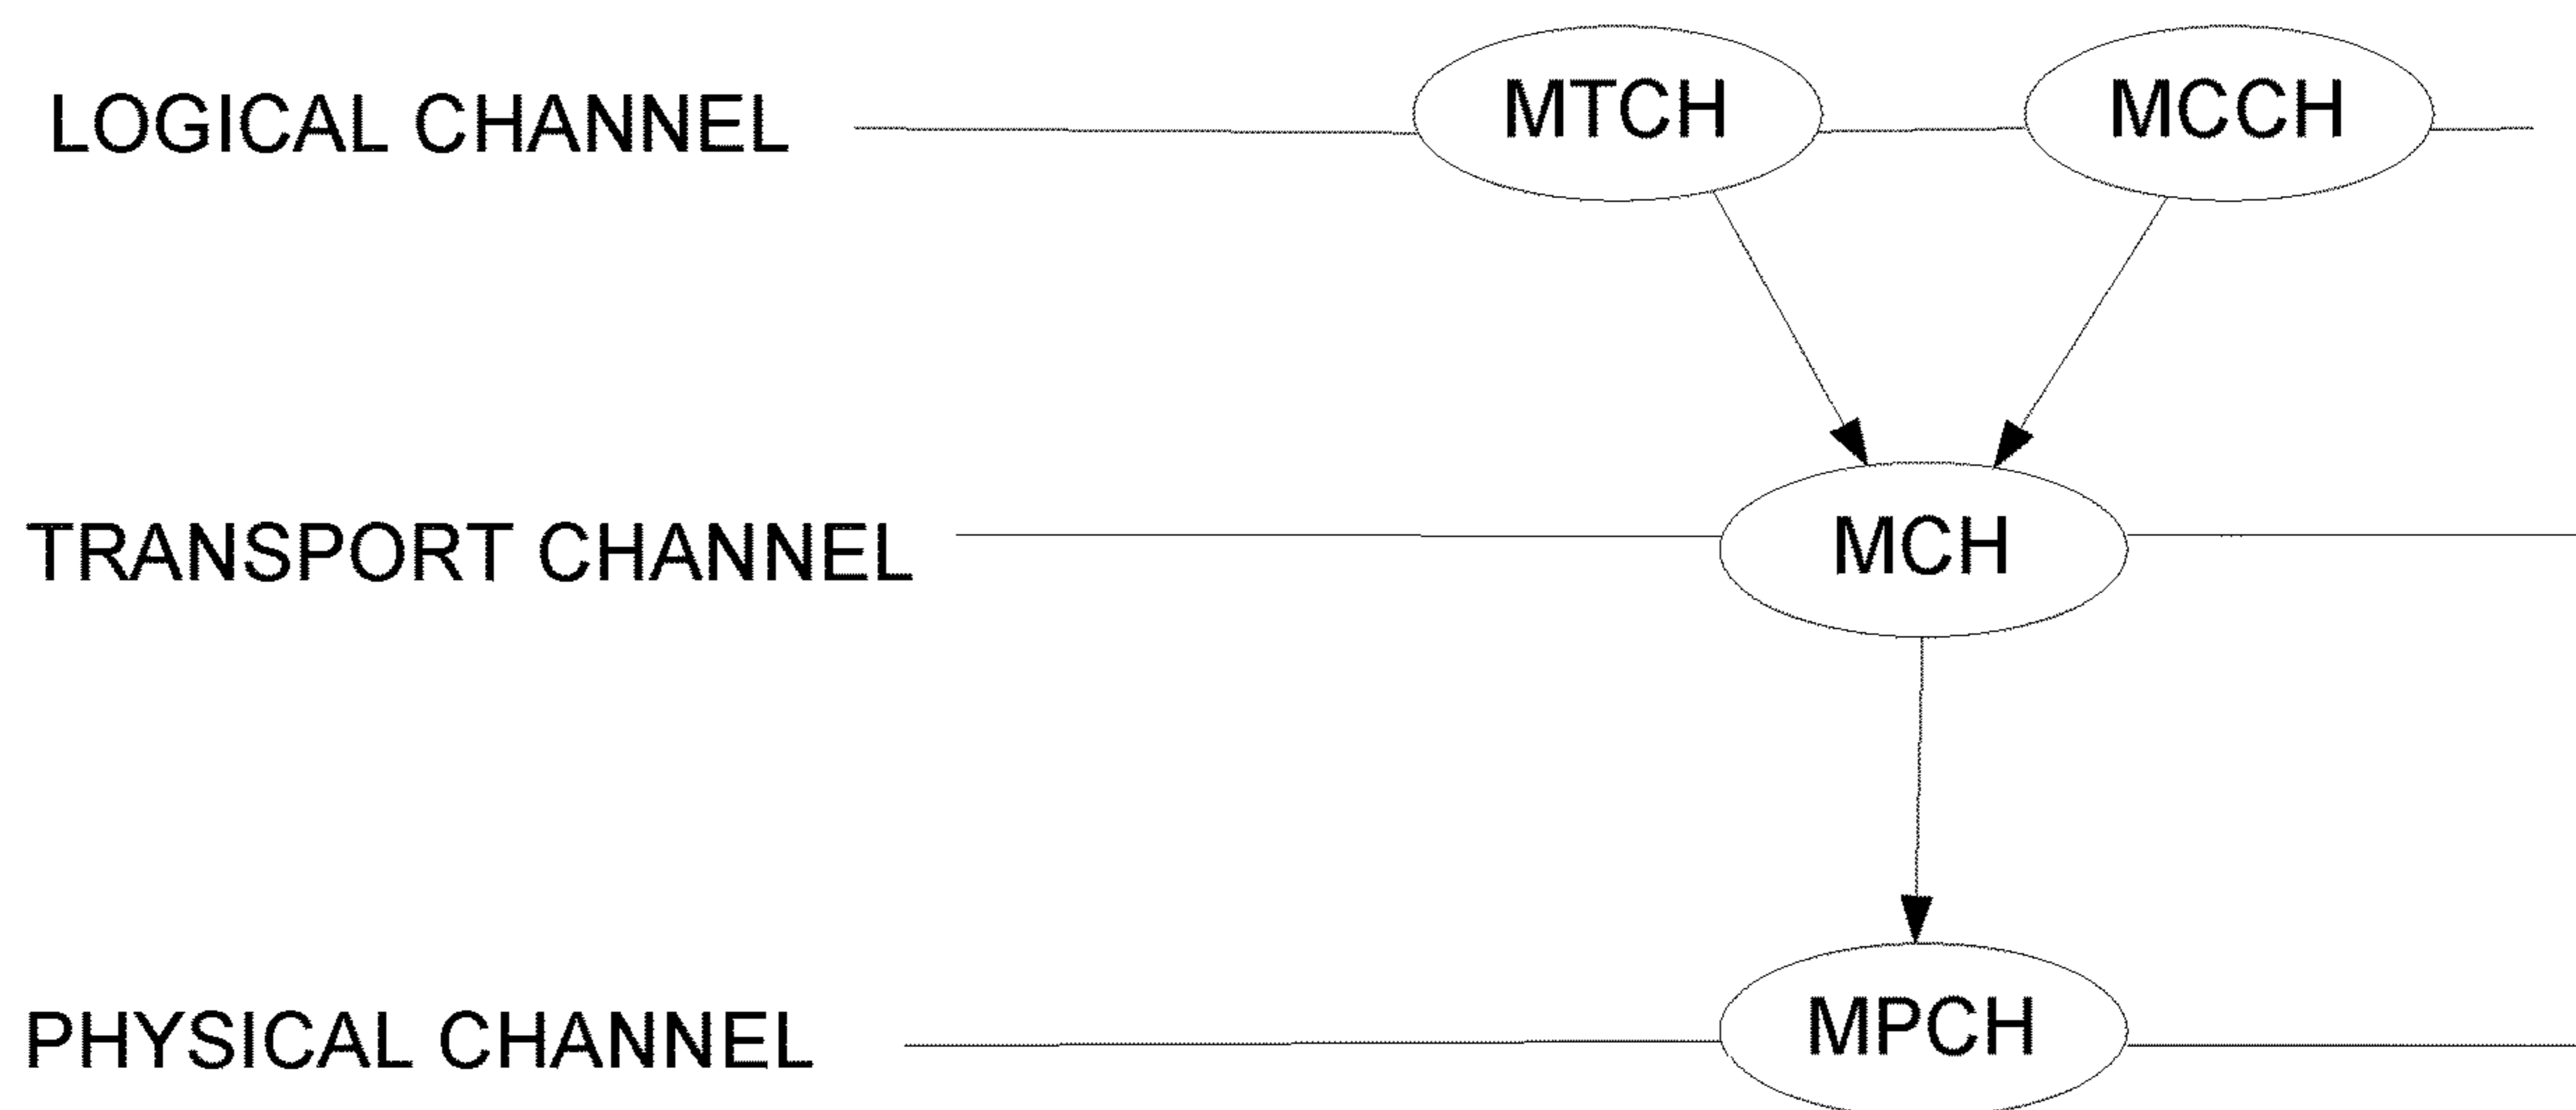 LOGICAL CHANNEL MTCH MCCH
TRANSPORT CHANNEL MCH
PHYSICAL CHANNEL MPCH